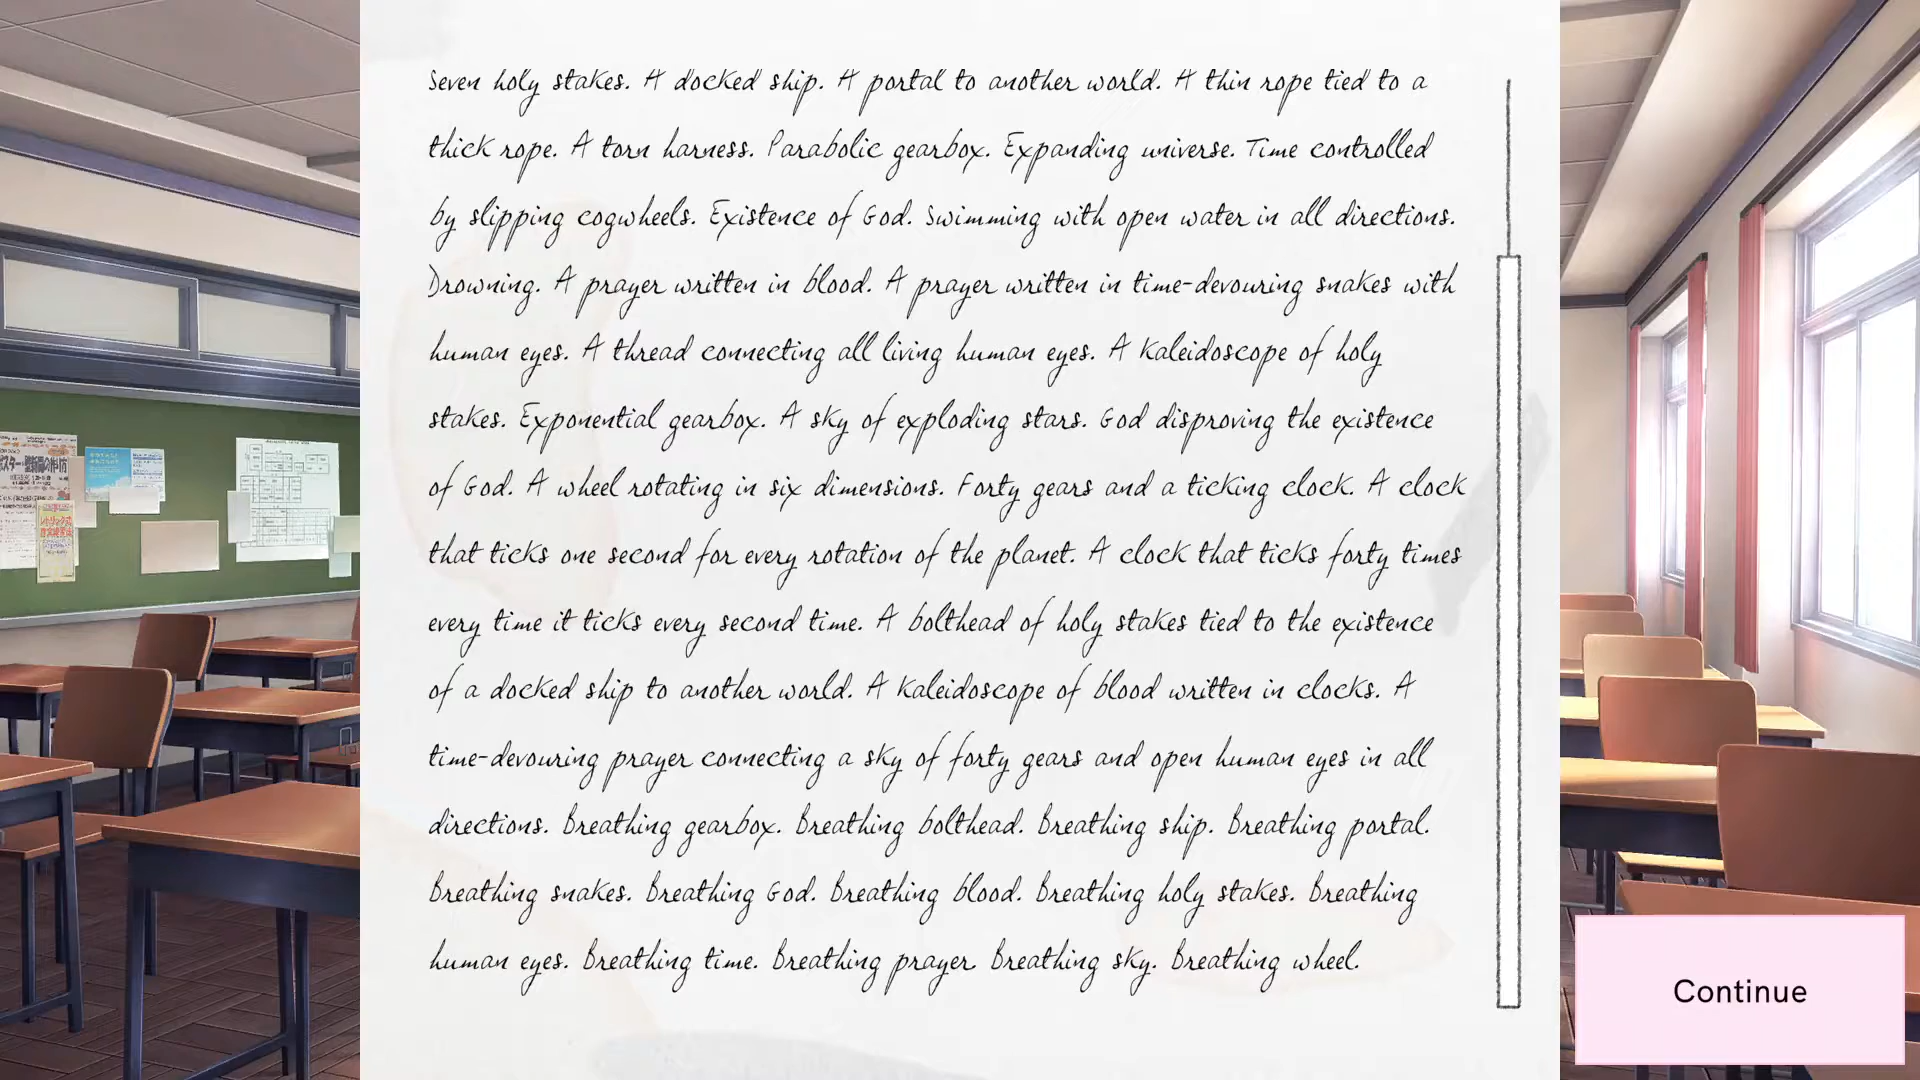 Seven holy stakes. A docked ship. A portal to another world. A thin rope tied to a
thick rope. A torn harness. Parabolic gearbox. Expanding universe. Time controlled
by slipping cogwheels. Existence of God. Swimming with open water in all directions.
Drowning. A prayer written in blood. A prayer written in time-devouring snakes with
human eyes. A thread connecting all living human eyes. A kaleidoscope of holy
stakes. Exponential gearbox. A sky of exploding stars. God disproving the existence
of God. A wheel rotating in six dimensions. Forty gears and a ticking clock. A clock
that ticks one second for every rotation of the planet. A clock that ticks forty times
every time it ticks every second time. A bolthead of holy stakes tied to the existence
of a docked ship to another world. A kaleidoscope of blood written in clocks. A
time-devouring prayer connecting a sky of forty gears and open human eyes in all
directions. Breathing gearbox. Breathing bolthead. Breathing ship. Breathing portal.
Breathing snakes. Breathing God. Breathing blood. Breathing holy stakes. Breathing
human eyes. Breathing time. Breathing prayer. Breathing sky. Breathing wheel.
Continue